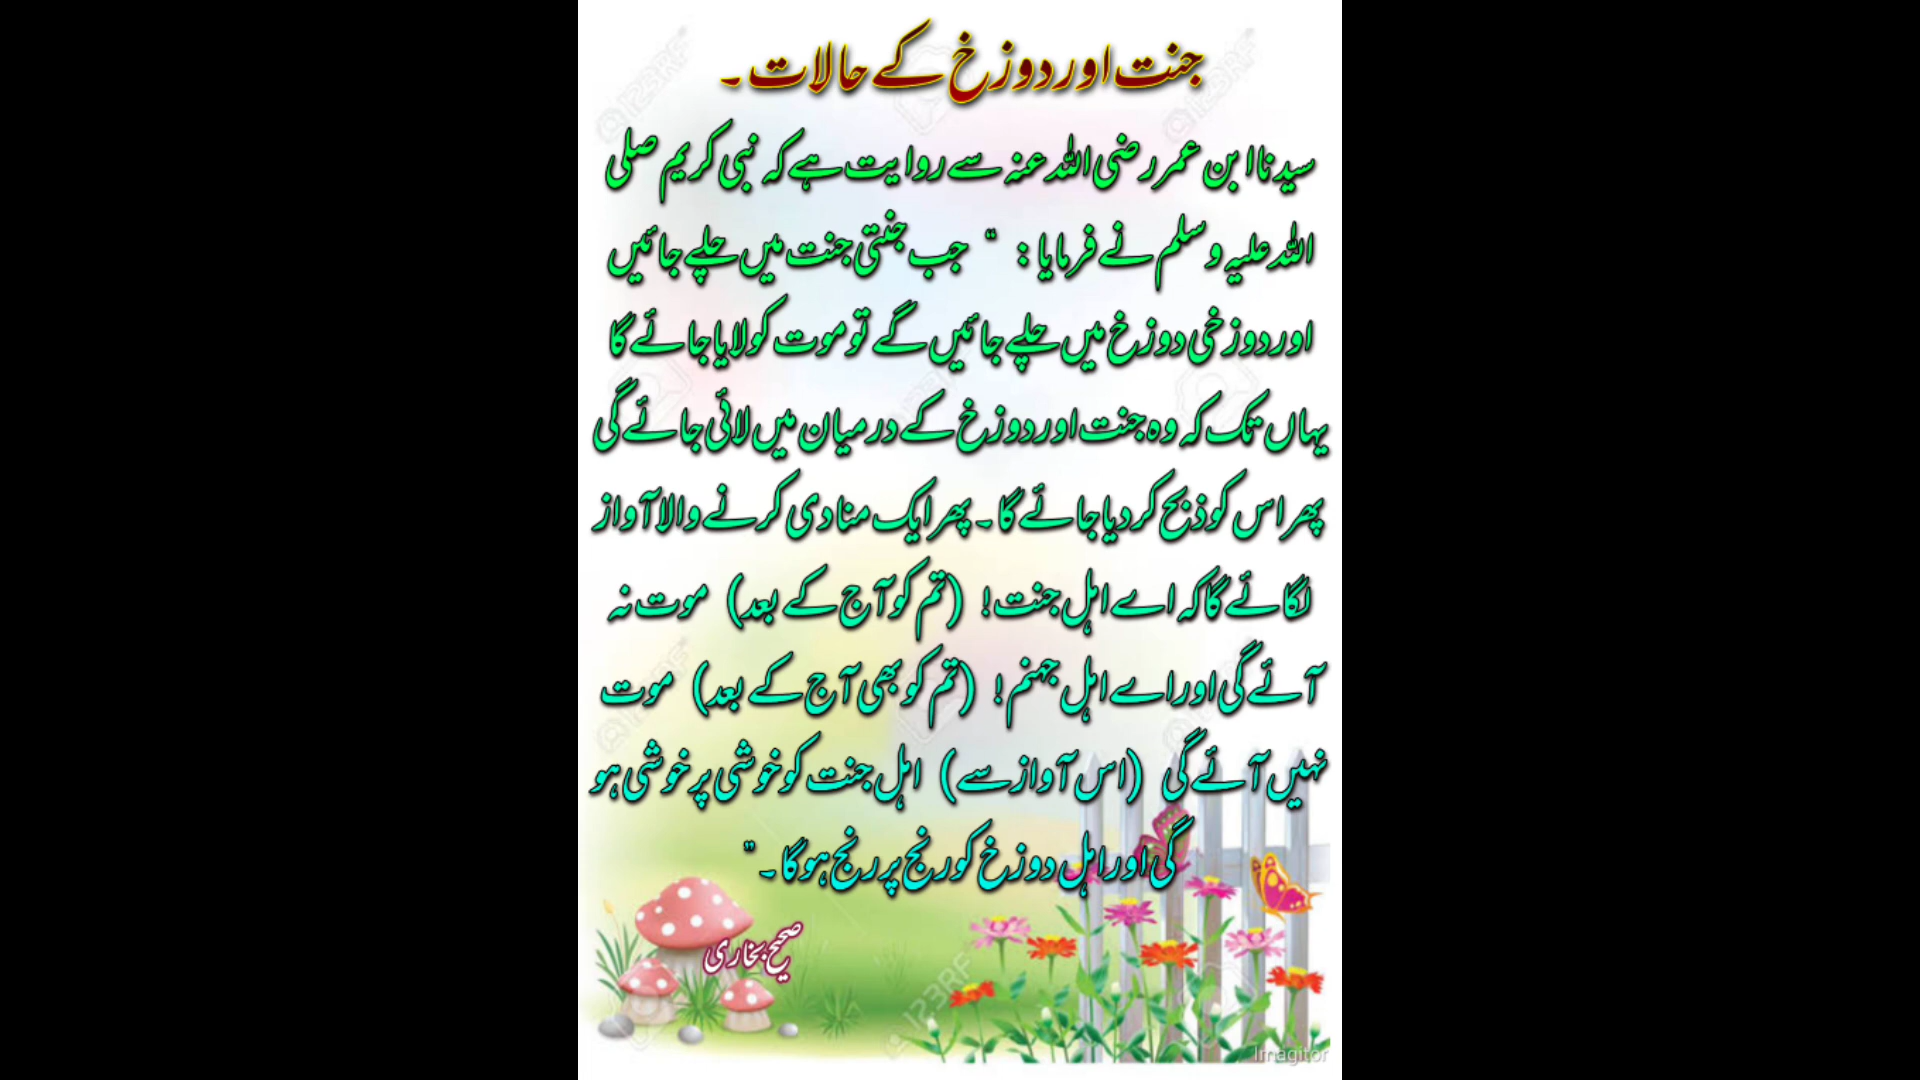 جنت اور دوزخ کے حالات۔
سیدنا ابن عمر رضی اللہ عنہ سے روایت ہے کہ نبی کریم صلی
اللہ علیہ وسلم نے فرمایا: " جب جنتی جنت میں چلے جائیں
اور دوزخی دوزخ میں چلے جائیں گے تو موت کو لایا جائے گا
یہاں تک کہ وہ جنت اور دوزخ کے درمیان میں لائی جائے گی
پھر اس کو ذبح کر دیا جائے گا۔ پھر ایک منادی کرنے والا آواز
لگائے گا کہ اے اہل جنت! (تم کو آج کے بعد) موت نہ
آئے گی اور اے اہل جہنم! (تم کو بھی آج کے بعد) موت
نہیں آئے گی (اس آواز سے) اہل جنت کو خوشی پر خوشی ہو
گی اور اہل دوزخ کو رنج پر رنج ہو گا۔"
صحیح بخاری
123RF
Imagitor